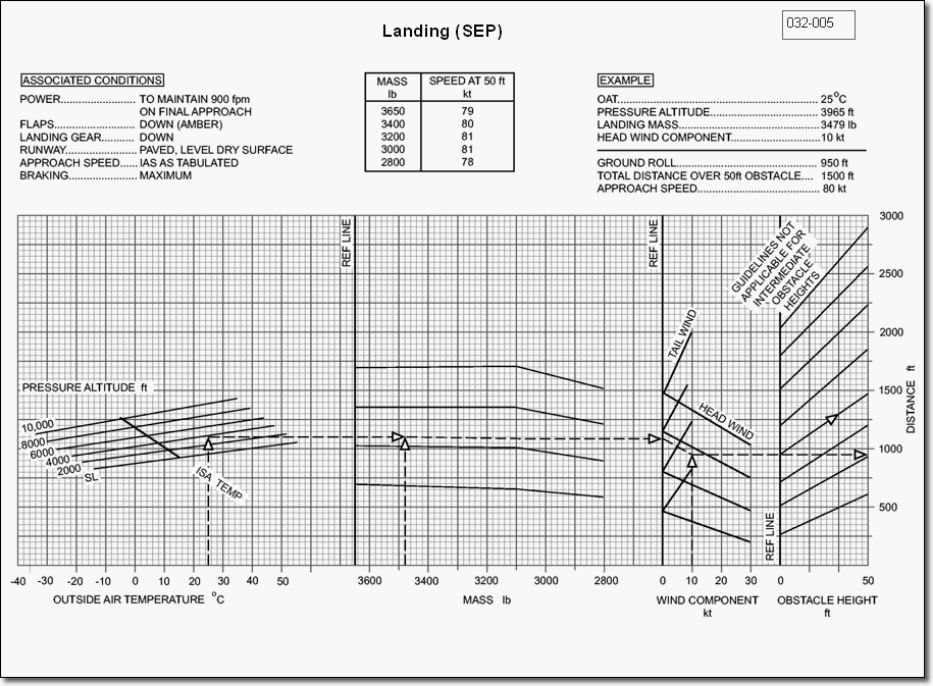 Landing (SEP)
032-005
ASSOCIATED CONDITIONS
POWER........................ TO MAINTAIN 900 fpm
ON FINAL APPROACH
FLAPS......................... DOWN (AMBER)
LANDING GEAR.......... DOWN
RUNWAY..................... PAVED, LEVEL DRY SURFACE
APPROACH SPEED..... IAS AS TABULATED
BRAKING..................... MAXIMUM
MASS lb SPEED AT 50 ft kt
3650 79
3400 80
3200 81
3000 81
2800 78
EXAMPLE
OAT.......................................................... 25°C
PRESSURE ALTITUDE................................ 3965 ft
LANDING MASS......................................... 3479 lb
HEAD WIND COMPONENT......................... 10 kt
GROUND ROLL.......................................... 950 ft
TOTAL DISTANCE OVER 50ft OBSTACLE.... 1500 ft
APPROACH SPEED..................................... 80 kt
REF LINE
REF LINE
REF LINE
GUIDELINES NOT
APPLICABLE FOR
INTERMEDIATE
OBSTACLE
HEIGHTS
TAIL WIND
HEAD WIND
PRESSURE ALTITUDE ft
10,000
8000
6000
4000
2000
SL
ISA TEMP
3000
2500
2000
1500
1000
500
DISTANCE ft
-40 -30 -20 -10 0 10 20 30 40 50
3600 3400 3200 3000 2800
0 10 20 30
0 50
OUTSIDE AIR TEMPERATURE °C
MASS lb
WIND COMPONENT
kt
OBSTACLE HEIGHT
ft